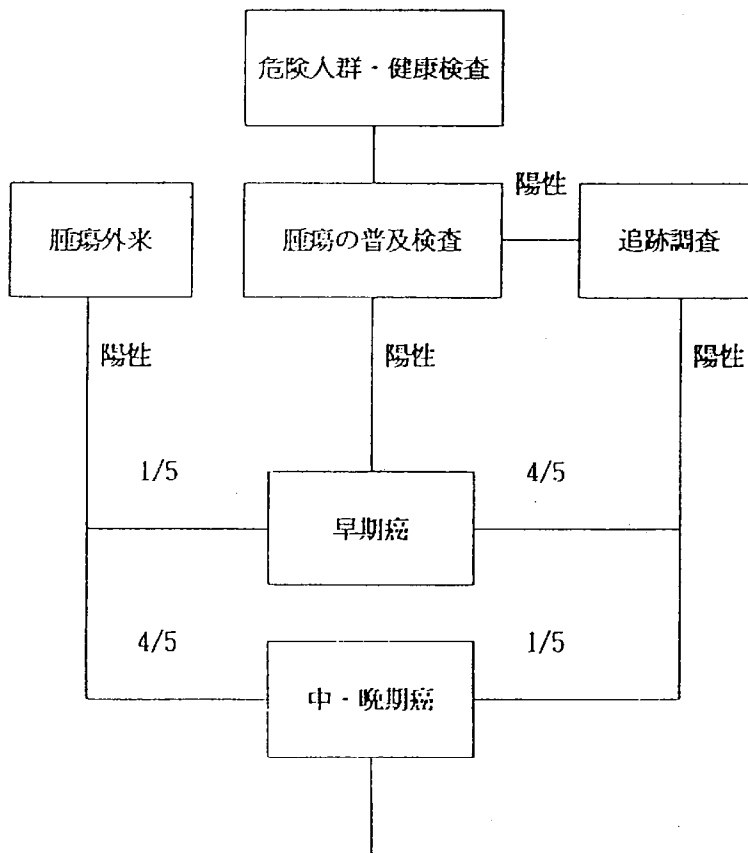 危険人群・健康検査
陽性
腫瘍外来
腫瘍の普及検査
追跡調査
陽性
陽性
陽性
1/5
4/5
早期癌
4/5
1/5
中・晩期癌